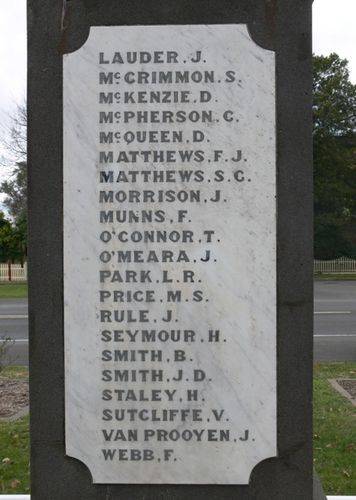 LAUDER, J.
McCRIMMON, S.
McKENZIE, D.
McPHERSON, C.
McQUEEN, D.
MATTHEWS, F. J.
MATTHEWS, S. C.
MORRISON, J.
MUNNS, F.
O'CONNOR, T.
O'MEARA, J.
PARK, L. R.
PRICE, M. S.
RULE, J.
SEYMOUR, H.
SMITH, B.
SMITH, J. D.
STALEY, H.
SUTCLIFFE, V.
VAN PROOYEN, J.
WEBB, F.